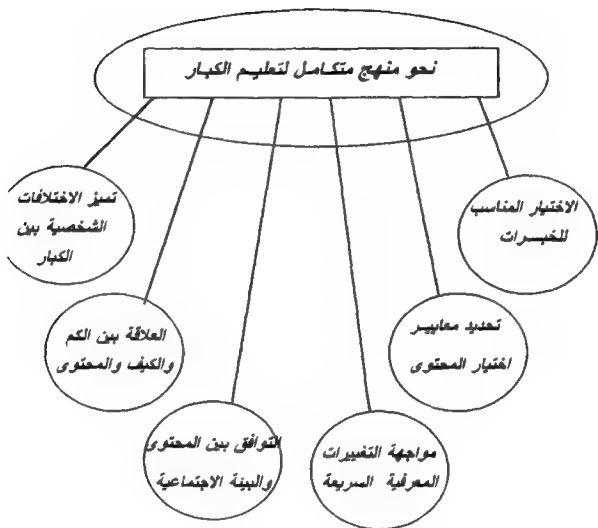 نحو منهج متكامل لتعليم الكبار
الاختيار المناسب
للخبرات
تحديد معايير
اختيار المحتوى
مواجهة التغييرات
المعرفية السريعة
التوافق بين المحتوى
والبيئة الاجتماعية
العلاقة بين الكم
والكيف والمحتوى
تميز الاختلافات
الشخصية بين
الكبار